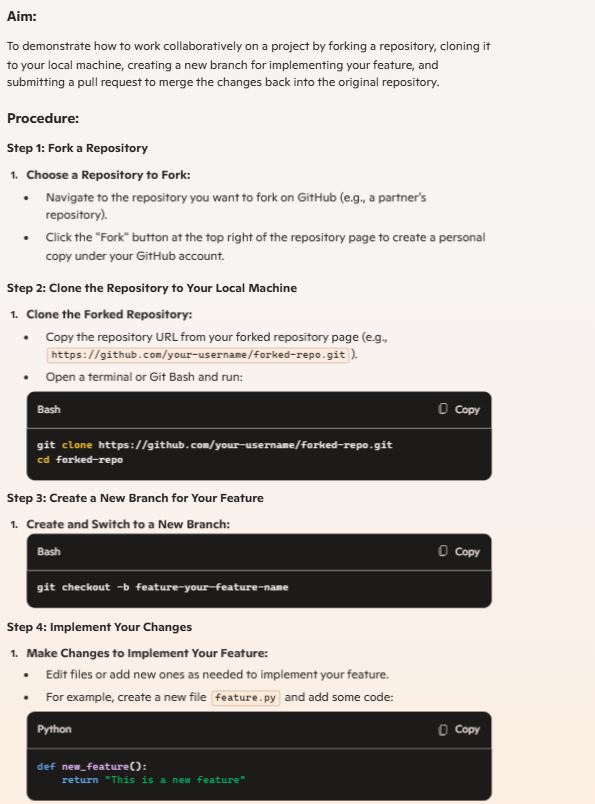 Aim:
To demonstrate how to work collaboratively on a project by forking a repository, cloning it
to your local machine, creating a new branch for implementing your feature, and
submitting a pull request to merge the changes back into the original repository.
Procedure:
Step 1: Fork a Repository
1. Choose a Repository to Fork:
• Navigate to the repository you want to fork on GitHub (e.g., a partner's
repository).
• Click the "Fork" button at the top right of the repository page to create a personal
copy under your GitHub account.
Step 2: Clone the Repository to Your Local Machine
1. Clone the Forked Repository:
• Copy the repository URL from your forked repository page (e.g.,
https://github.com/your-username/forked-repo.git ).
• Open a terminal or Git Bash and run:
Bash Copy
git clone https://github.com/your-username/forked-repo.git
cd forked-repo
Step 3: Create a New Branch for Your Feature
1. Create and Switch to a New Branch:
Bash Copy
git checkout -b feature-your-feature-name
Step 4: Implement Your Changes
1. Make Changes to Implement Your Feature:
• Edit files or add new ones as needed to implement your feature.
• For example, create a new file feature.py and add some code:
Python Copy
def new_feature():
    return "This is a new feature"